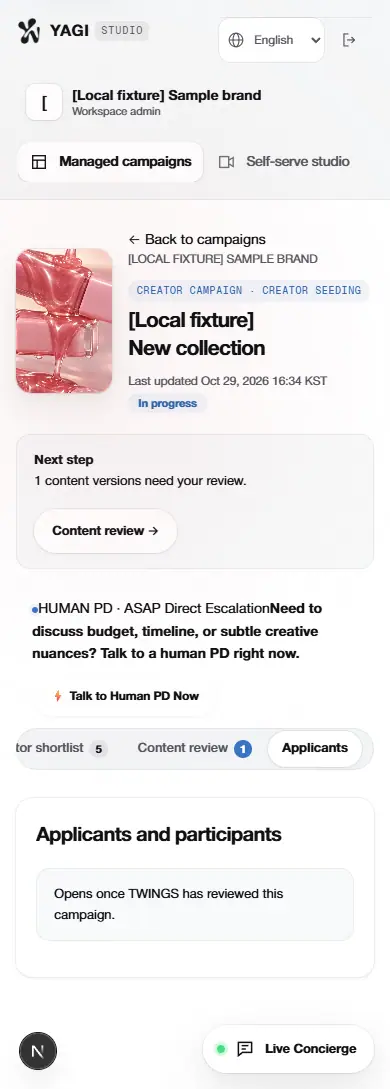 YAGI STUDIO
English
[
[Local fixture] Sample brand
Workspace admin
Managed campaigns
Self-serve studio
← Back to campaigns
[LOCAL FIXTURE] SAMPLE BRAND
CREATOR CAMPAIGN · CREATOR SEEDING
[Local fixture]
New collection
Last updated Oct 29, 2026 16:34 KST
In progress
Next step
1 content versions need your review.
Content review →
HUMAN PD · ASAP Direct EscalationNeed to
discuss budget, timeline, or subtle creative
nuances? Talk to a human PD right now.
Talk to Human PD Now
tor shortlist 5
Content review 1
Applicants
Applicants and participants
Opens once TWINGS has reviewed this
campaign.
N
Live Concierge